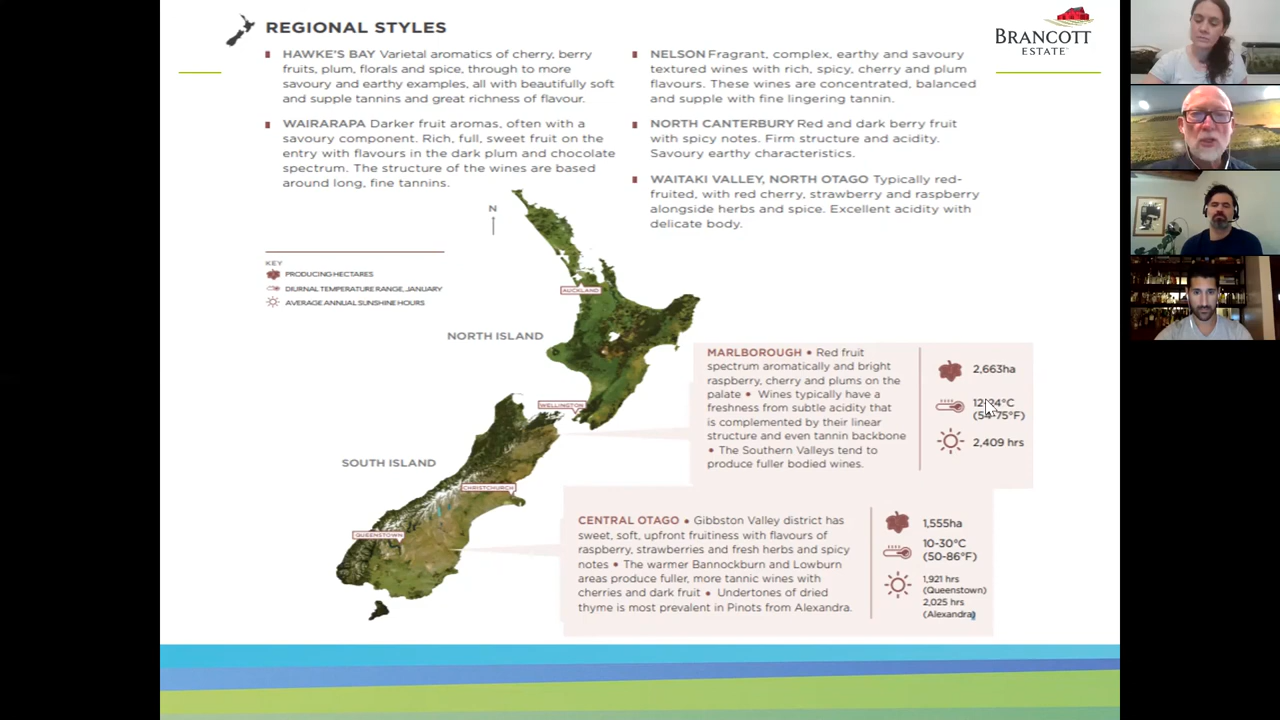 REGIONAL STYLES
HAWKE'S BAY Varietal aromatics of cherry, berry
fruits, plum, florals and spice, through to more
savoury and earthy examples, all with beautifully soft
and supple tannins and great richness of flavour.
WAIRARAPA Darker fruit aromas, often with a
savoury component. Rich, full, sweet fruit on the
entry with flavours in the dark plum and chocolate
spectrum. The structure of the wines are based
around long, fine tannins.
NELSON Fragrant, complex, earthy and savoury
textured wines with rich, spicy, cherry and plum
flavours. These wines are concentrated, balanced
and supple with fine lingering tannin.
NORTH CANTERBURY Red and dark berry fruit
with spicy notes. Firm structure and acidity.
Savoury earthy characteristics.
WAITAKI VALLEY, NORTH OTAGO Typically red-
fruited, with red cherry, strawberry and raspberry
alongside herbs and spice. Excellent acidity with
delicate body.
BRANCOTT
ESTATE
N
KEY
PRODUCING HECTARES
DIURNAL TEMPERATURE RANGE, JANUARY
AVERAGE ANNUAL SUNSHINE HOURS
AUCKLAND
NORTH ISLAND
WELLINGTON
SOUTH ISLAND
CHRISTCHURCH
QUEENSTOWN
MARLBOROUGH • Red fruit
spectrum aromatically and bright
raspberry, cherry and plums on the
palate • Wines typically have a
freshness from subtle acidity that
is complemented by their linear
structure and even tannin backbone
• The Southern Valleys tend to
produce fuller bodied wines.
2,663ha
12-24°C
(54-75°F)
2,409 hrs
CENTRAL OTAGO • Gibbston Valley district has
sweet, soft, upfront fruitiness with flavours of
raspberry, strawberries and fresh herbs and spicy
notes • The warmer Bannockburn and Lowburn
areas produce fuller, more tannic wines with
cherries and dark fruit • Undertones of dried
thyme is most prevalent in Pinots from Alexandra.
1,555ha
10-30°C
(50-86°F)
1,921 hrs
(Queenstown)
2,025 hrs
(Alexandra)